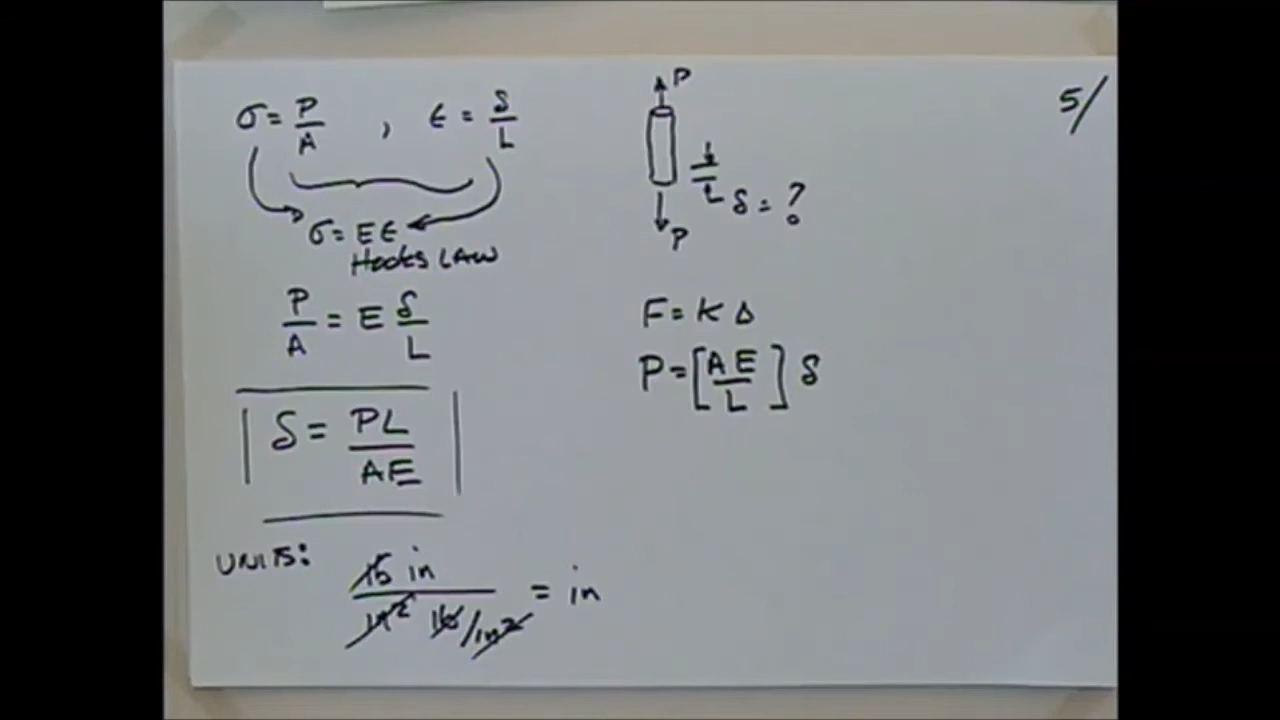 σ = P/A , ε = δ/L
σ = Eε
Hooks LAW
P/A = E δ/L
δ = PL/AE
UNITS: lb in / in² lb/in² = in
P
δ = ?
P
F = K Δ
P = [AE/L] δ
5/